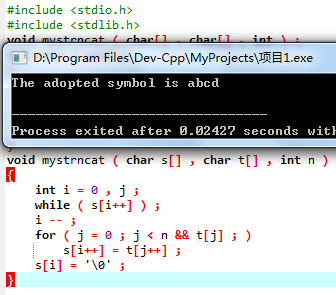 #include <stdio.h>
#include <stdlib.h>
void mystrncat ( char[] , char[] , int ) ;
D:\Program Files\Dev-Cpp\MyProjects\项目1.exe
The adopted symbol is abcd
--------------------------------
Process exited after 0.02427 seconds with
void mystrncat ( char s[] , char t[] , int n )
{
int i = 0 , j ;
while ( s[i++] ) ;
i -- ;
for ( j = 0 ; j < n && t[j] ; )
s[i++] = t[j++] ;
s[i] = '\0' ;
}